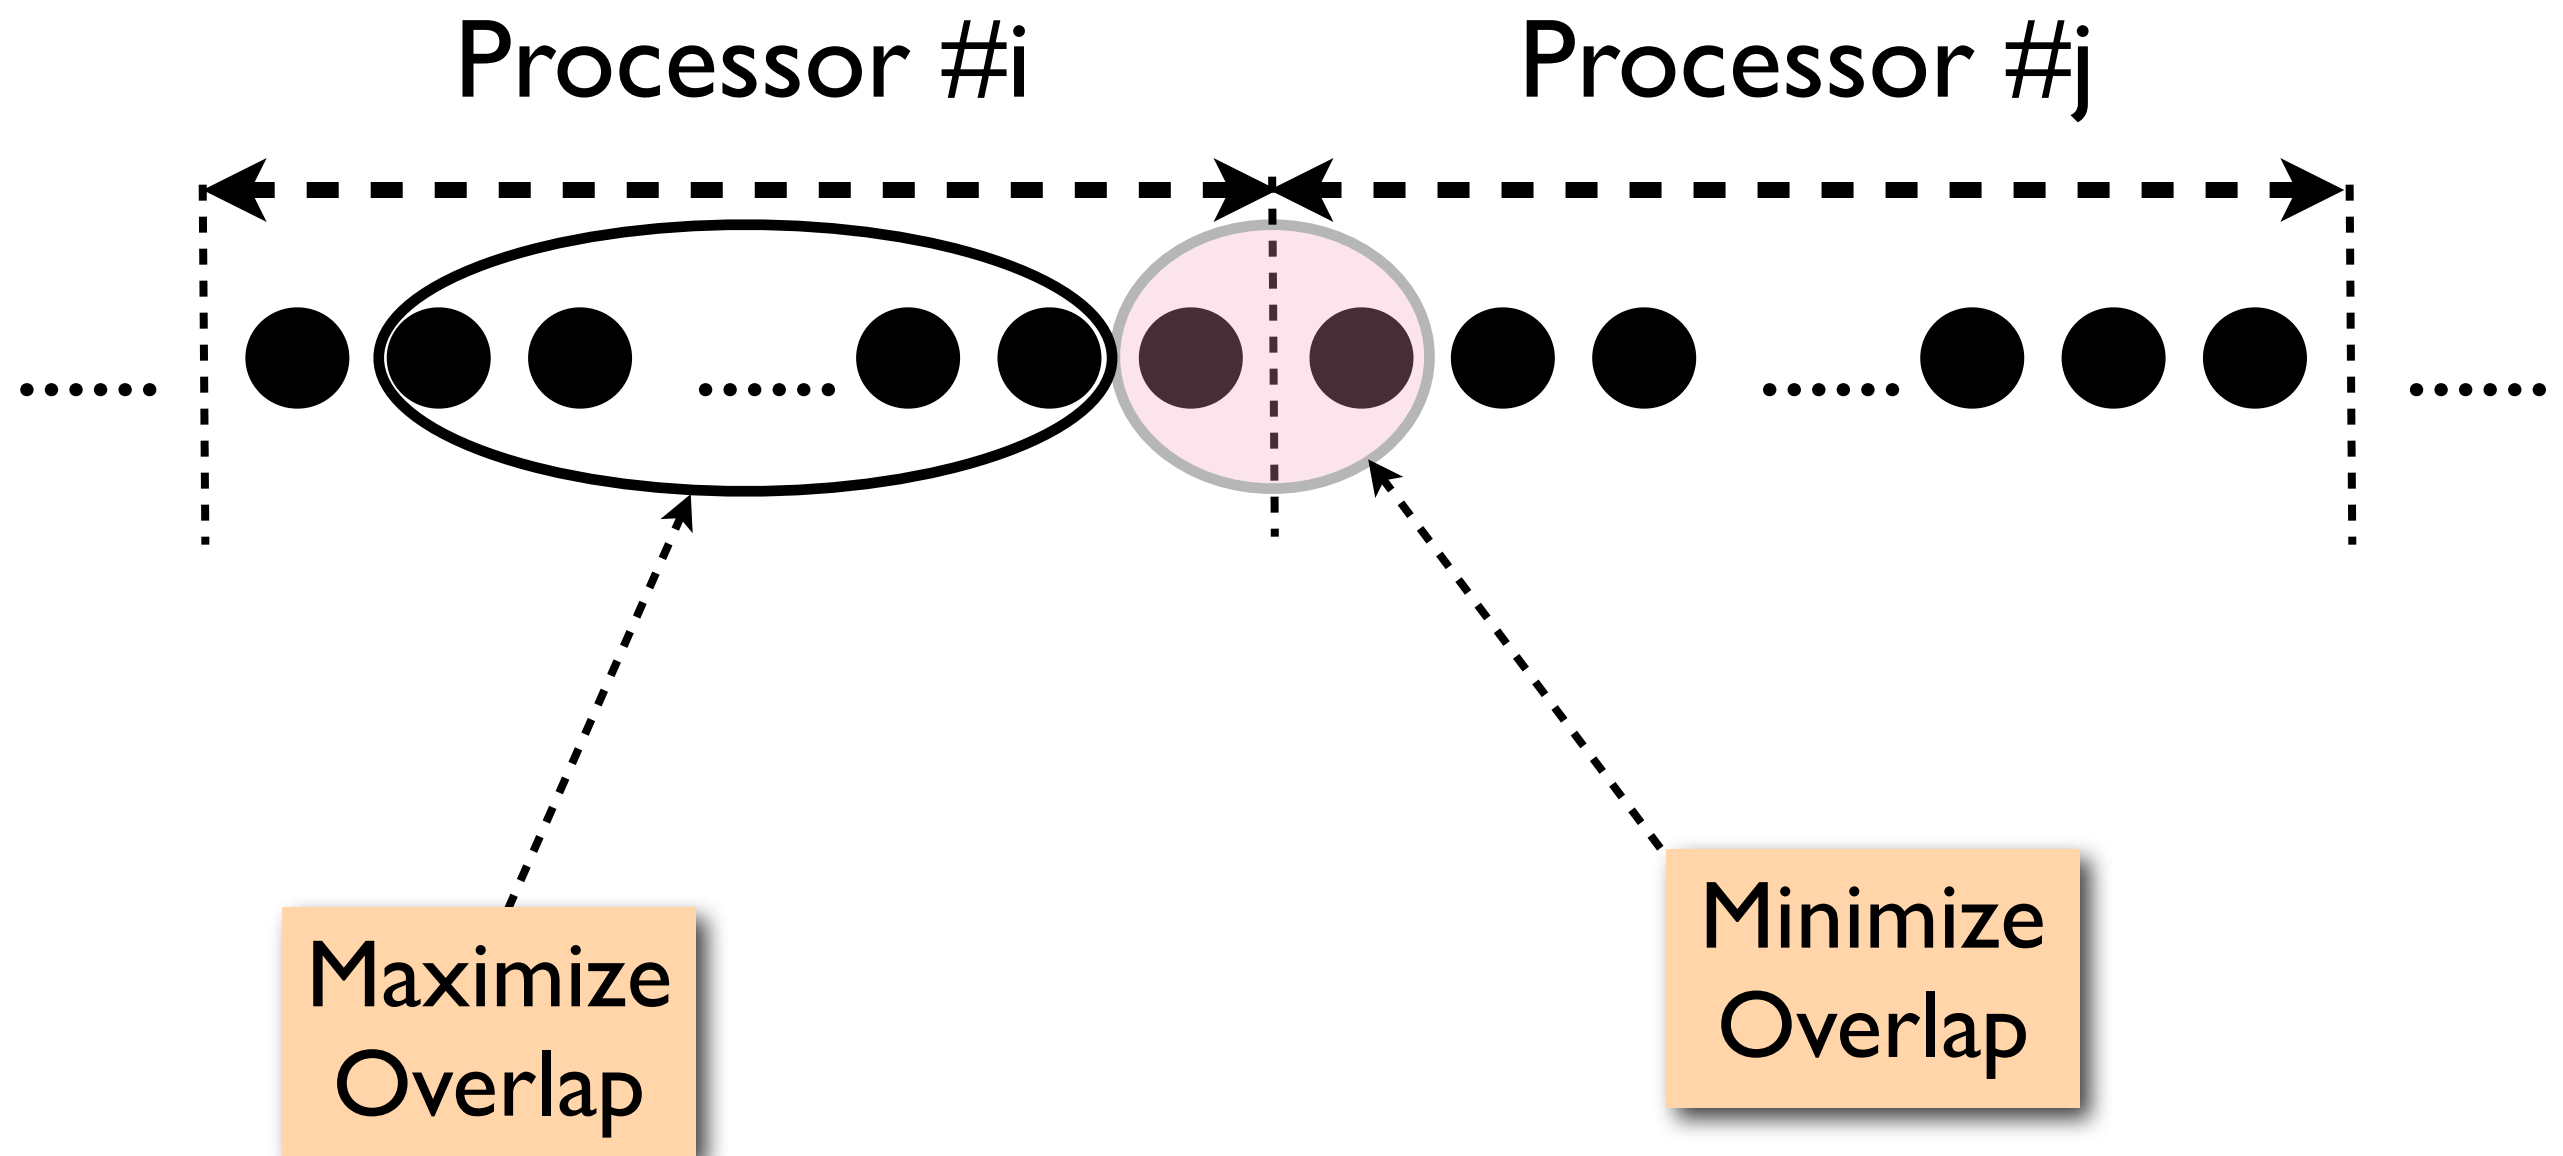 Processor #i
Processor #j
...... ...... ...... ......
Maximize
Overlap
Minimize
Overlap